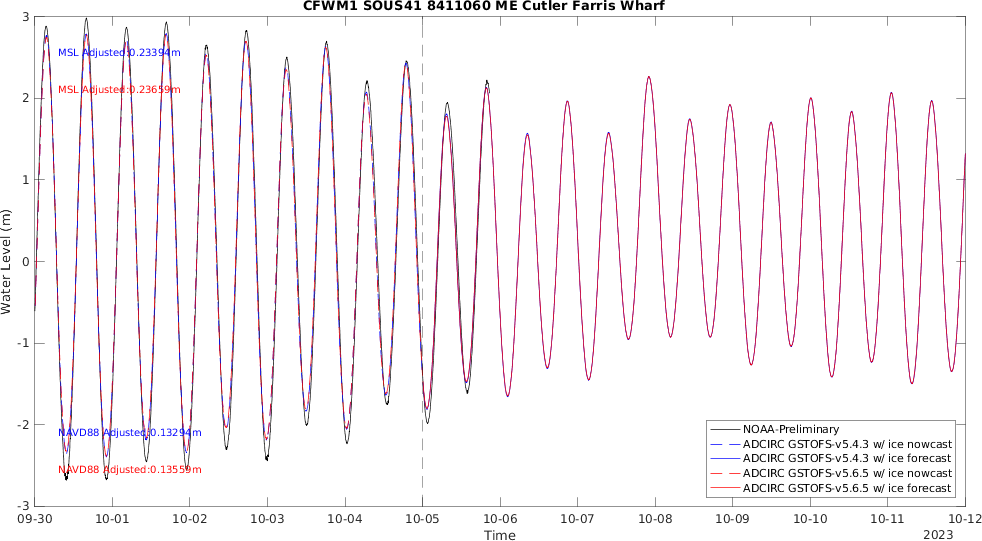 CFWM1 SOUS41 8411060 ME Cutler Farris Wharf
3
2
1
0
-1
-2
-3
Water Level (m)
MSL Adjusted:0.23394m
MSL Adjusted:0.23659m
NAVD88 Adjusted:0.13294m
NAVD88 Adjusted:0.13559m
NOAA-Preliminary
ADCIRC GSTOFS-v5.4.3 w/ ice nowcast
ADCIRC GSTOFS-v5.4.3 w/ ice forecast
ADCIRC GSTOFS-v5.6.5 w/ ice nowcast
ADCIRC GSTOFS-v5.6.5 w/ ice forecast
09-30 10-01 10-02 10-03 10-04 10-05 10-06 10-07 10-08 10-09 10-10 10-11 10-12
Time
2023